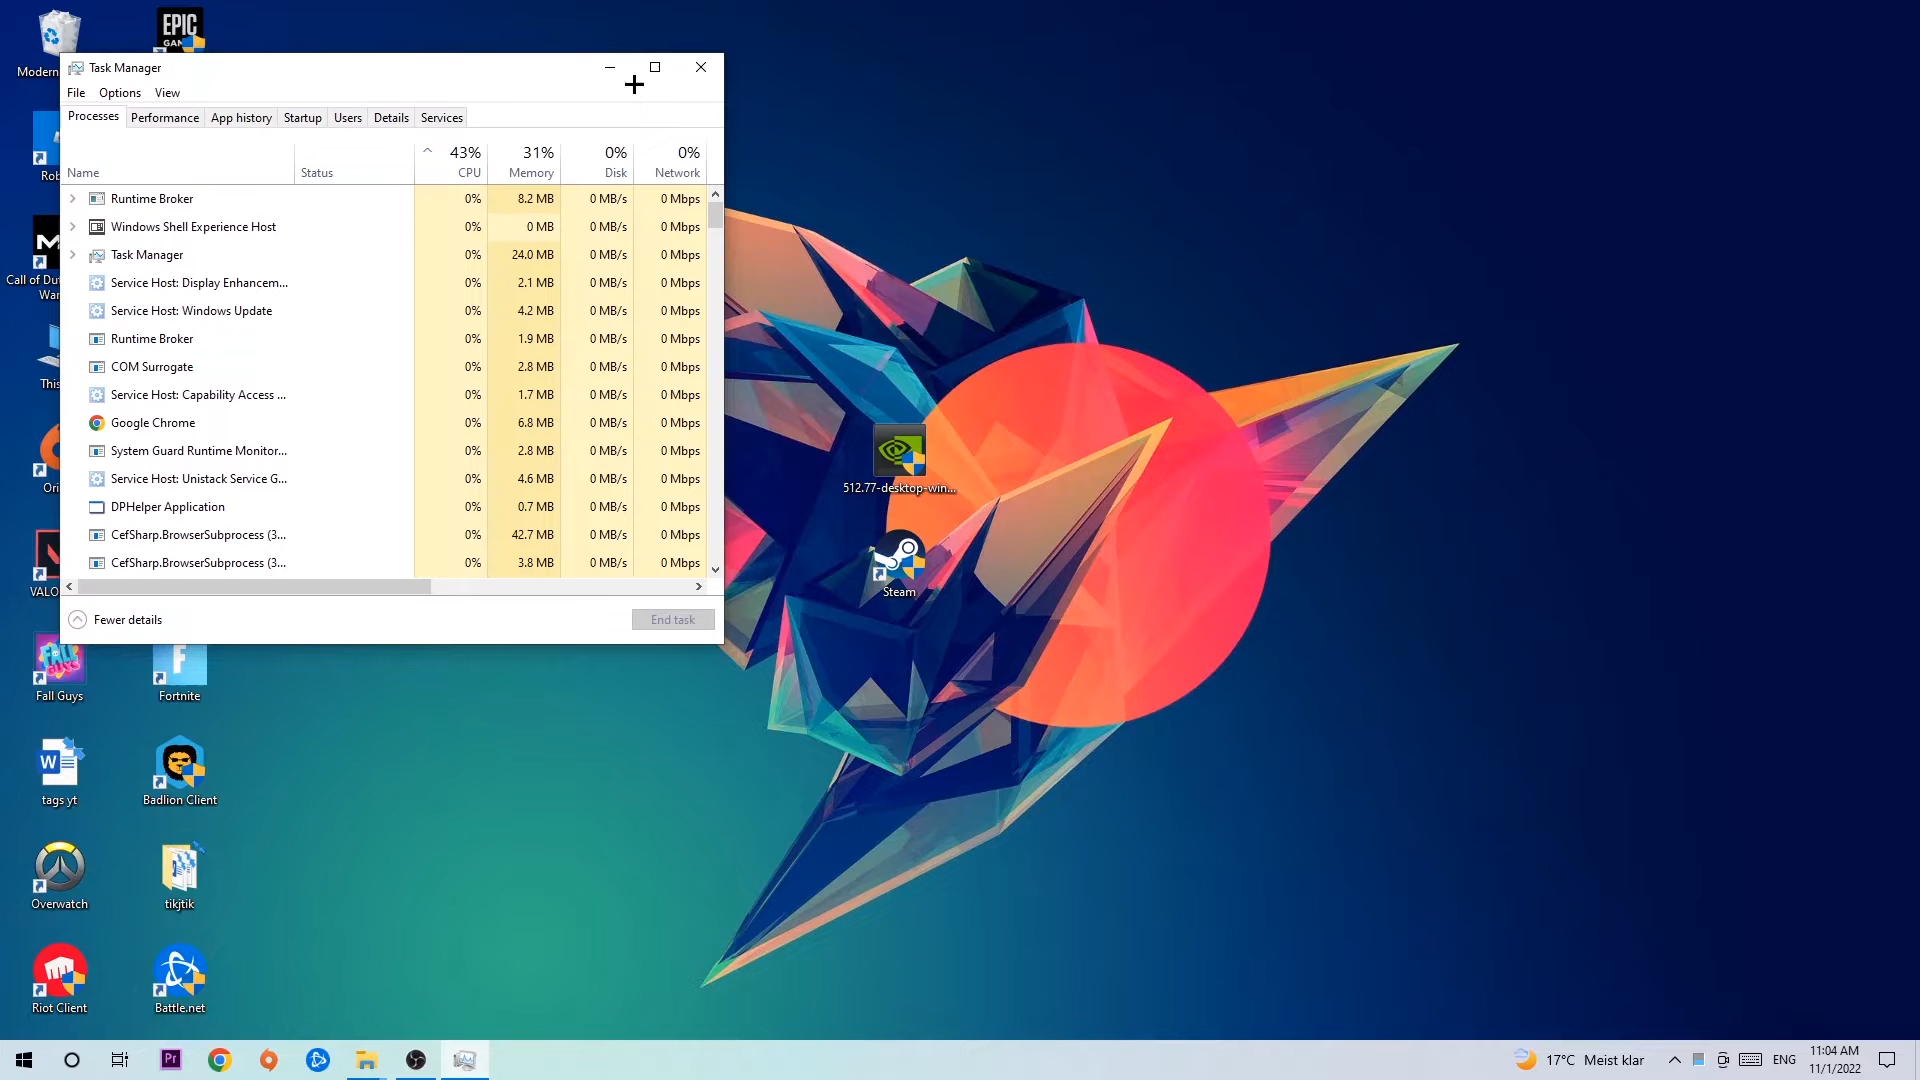 EPIC
GAM
Modern
Task Manager
File Options View
Processes Performance App history Startup Users Details Services
43% 31% 0% 0%
Name Status CPU Memory Disk Network
Runtime Broker 0% 8.2 MB 0 MB/s 0 Mbps
Windows Shell Experience Host 0% 0 MB 0 MB/s 0 Mbps
Task Manager 0% 24.0 MB 0 MB/s 0 Mbps
Service Host: Display Enhancem... 0% 2.1 MB 0 MB/s 0 Mbps
Service Host: Windows Update 0% 4.2 MB 0 MB/s 0 Mbps
Runtime Broker 0% 1.9 MB 0 MB/s 0 Mbps
COM Surrogate 0% 2.8 MB 0 MB/s 0 Mbps
Service Host: Capability Access ... 0% 1.7 MB 0 MB/s 0 Mbps
Google Chrome 0% 6.8 MB 0 MB/s 0 Mbps
System Guard Runtime Monitor... 0% 2.8 MB 0 MB/s 0 Mbps
Service Host: Unistack Service G... 0% 4.6 MB 0 MB/s 0 Mbps
DPHelper Application 0% 0.7 MB 0 MB/s 0 Mbps
CefSharp.BrowserSubprocess (3... 0% 42.7 MB 0 MB/s 0 Mbps
CefSharp.BrowserSubprocess (3... 0% 3.8 MB 0 MB/s 0 Mbps
Fewer details End task
Rob
M
Call of Du
War
This
Ori
VALO
512.77-desktop-win...
Steam
Fall Guys
Fortnite
W
tags yt
Badlion Client
Overwatch
tikjtik
Riot Client
Battle.net
Pr
17°C Meist klar
ENG
11:04 AM
11/1/2022